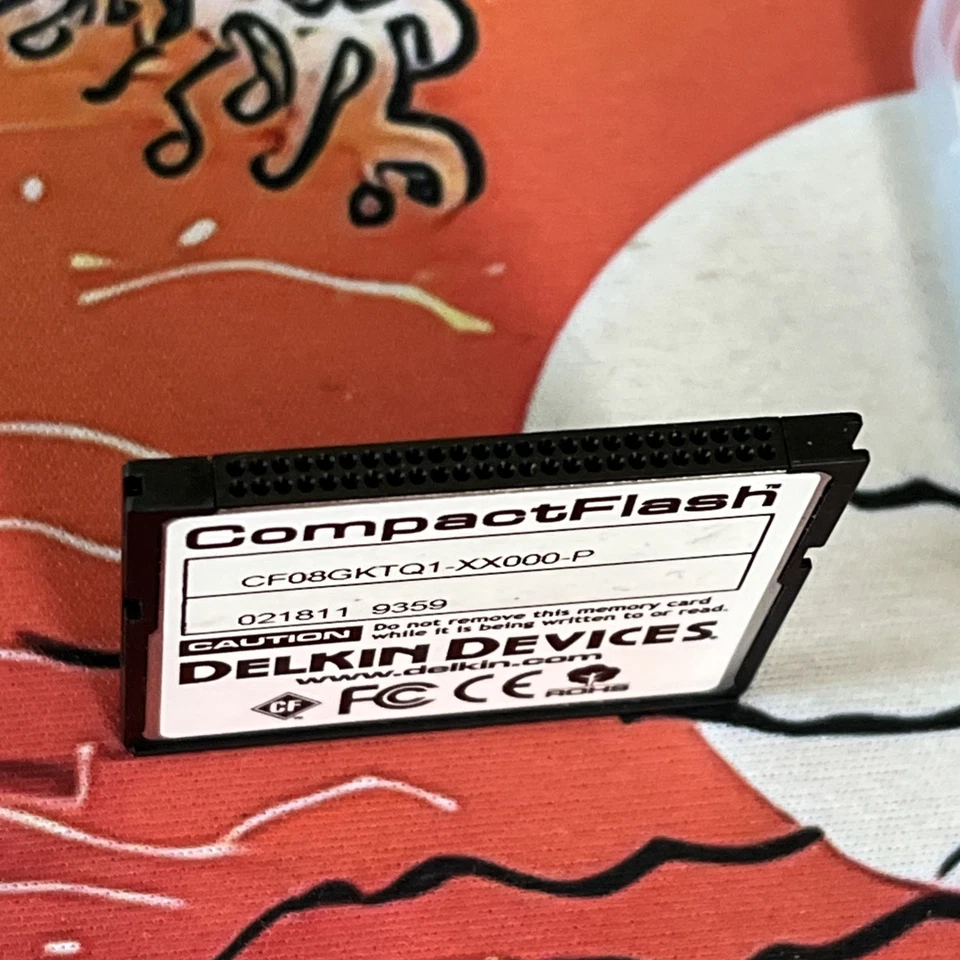 CompactFlash™
CF08GKTQ1-XX000-P
021811 9359
CAUTION Do not remove this memory card
while it is being written to or read.
DELKIN DEVICES
www.delkin.com
CF FC CE ROHS